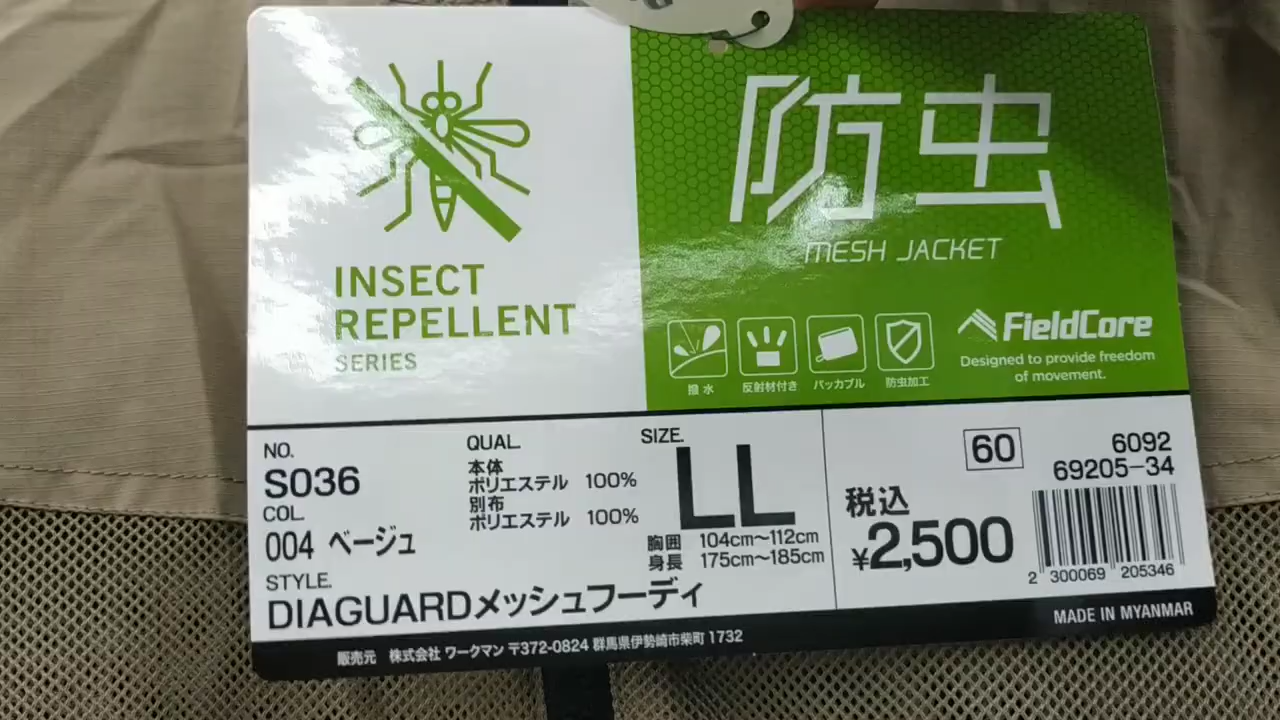 INSECT
REPELLENT
SERIES
防虫
MESH JACKET
撥水
反射材付き
パッカブル
防虫加工
FieldCore
Designed to provide freedom
of movement.
NO.
S036
COL.
004 ベージュ
STYLE.
DIAGUARDメッシュフーディ
QUAL.
本体
ポリエステル 100%
別布
ポリエステル 100%
SIZE.
LL
胸囲 104cm〜112cm
身長 175cm〜185cm
税込
¥2,500
60
6092
69205-34
2 300069 205346
MADE IN MYANMAR
販売元 株式会社 ワークマン 〒372-0824 群馬県伊勢崎市柴町 1732